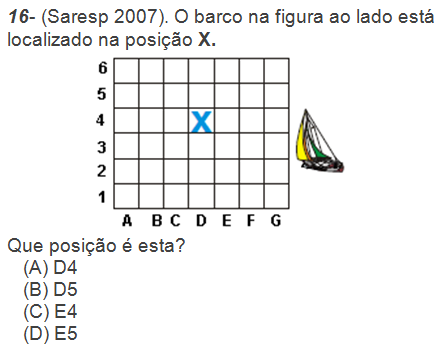 16- (Saresp 2007). O barco na figura ao lado está
localizado na posição X.
6
5
4
X
3
2
1
A B C D E F G
Que posição é esta?
(A) D4
(B) D5
(C) E4
(D) E5